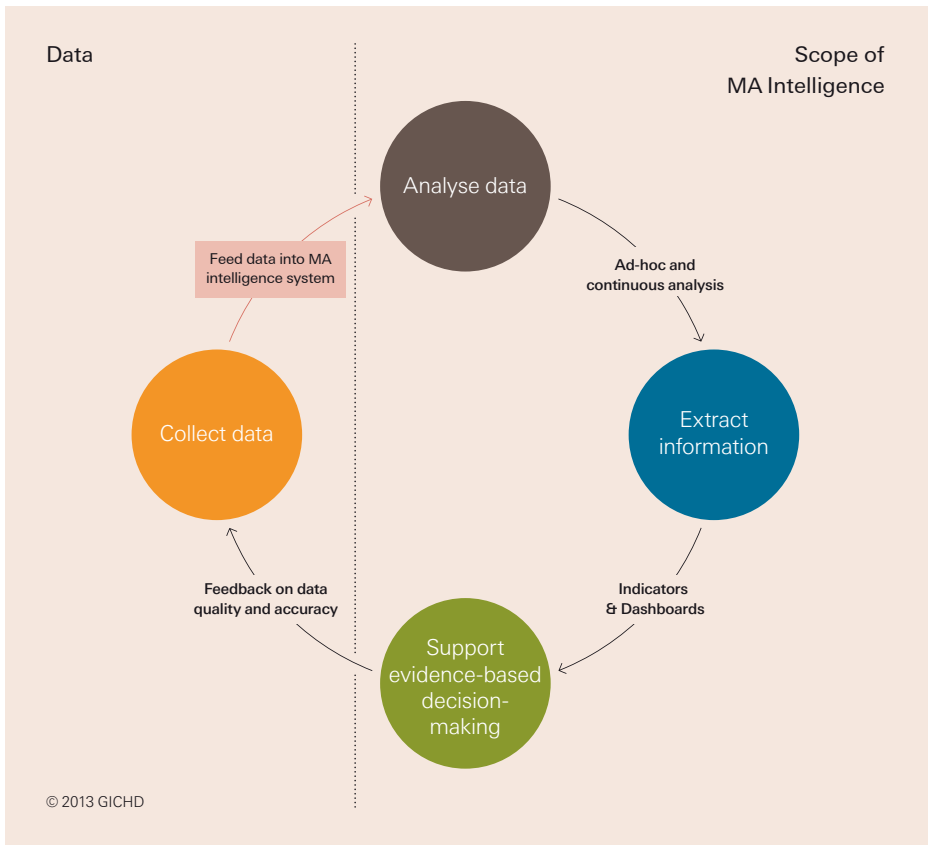 Data
Scope of
MA Intelligence
Analyse data
Feed data into MA
intelligence system
Ad-hoc and
continuous analysis
Collect data
Extract
information
Feedback on data
quality and accuracy
Indicators
& Dashboards
Support
evidence-based
decision-
making
© 2013 GICHD